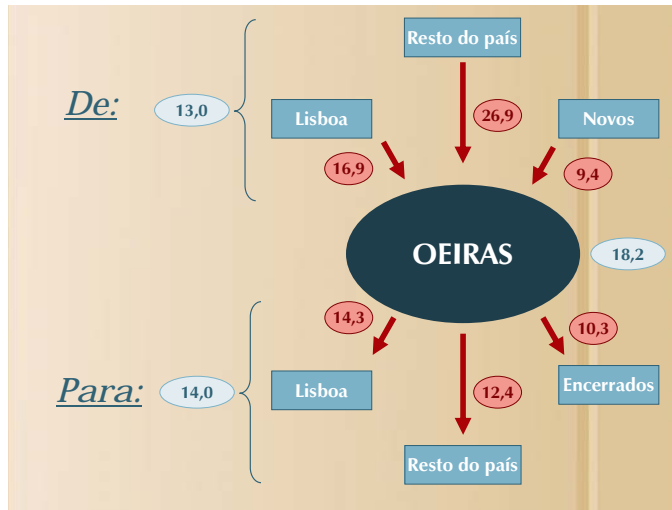 Resto do país
De:
13,0
Lisboa
26,9
Novos
16,9
9,4
OEIRAS
18,2
14,3
10,3
Para:
14,0
Lisboa
12,4
Encerrados
Resto do país